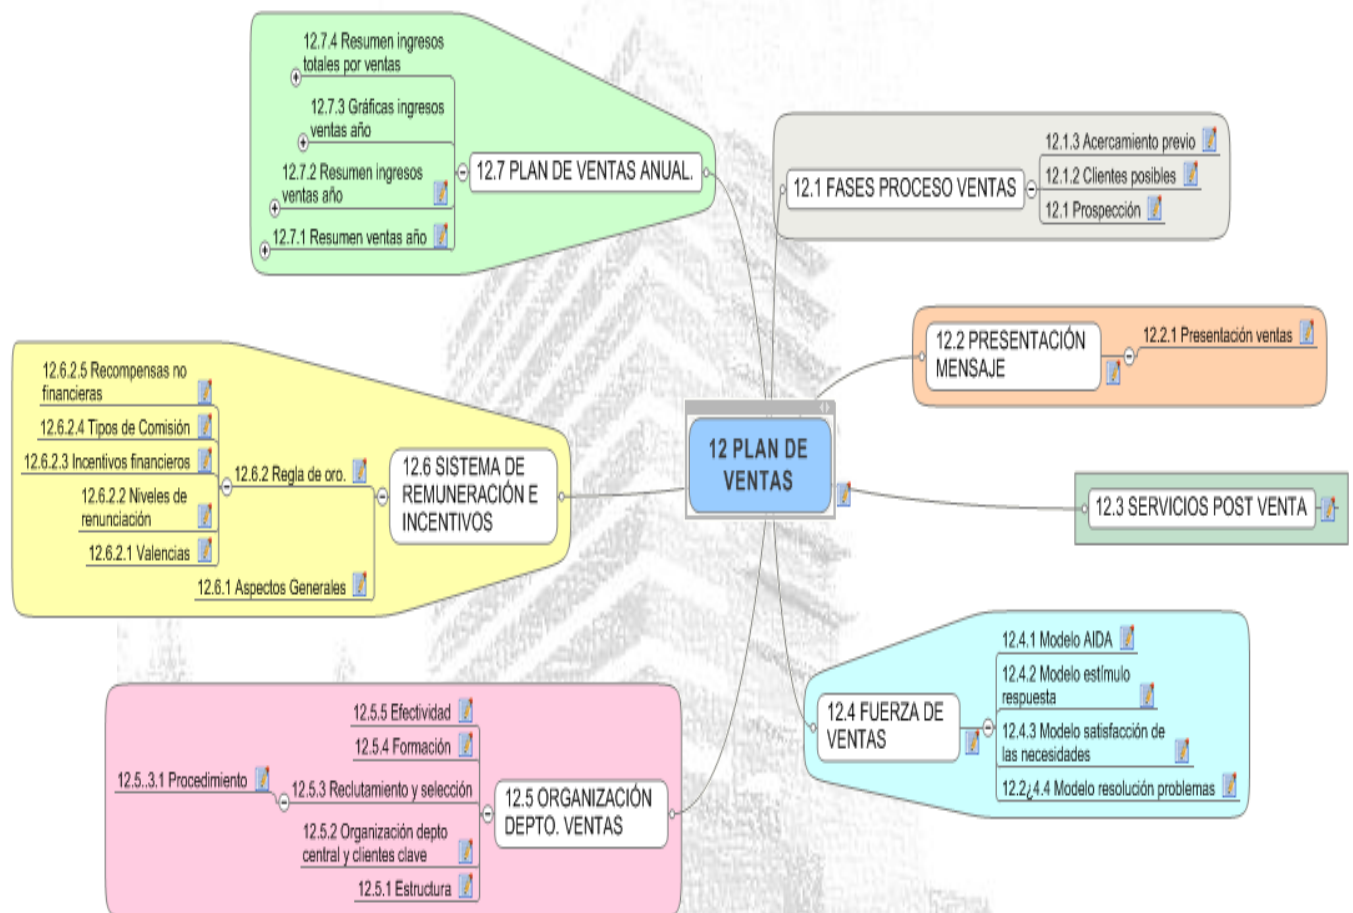 12 PLAN DE
VENTAS
12.1 FASES PROCESO VENTAS
12.1.3 Acercamiento previo
12.1.2 Clientes posibles
12.1 Prospección
12.2 PRESENTACIÓN
MENSAJE
12.2.1 Presentación ventas
12.3 SERVICIOS POST VENTA
12.4 FUERZA DE
VENTAS
12.4.1 Modelo AIDA
12.4.2 Modelo estímulo
respuesta
12.4.3 Modelo satisfacción de
las necesidades
12.2¿4.4 Modelo resolución problemas
12.5 ORGANIZACIÓN
DEPTO. VENTAS
12.5.5 Efectividad
12.5.4 Formación
12.5.3 Reclutamiento y selección
12.5..3.1 Procedimiento
12.5.2 Organización depto
central y clientes clave
12.5.1 Estructura
12.6 SISTEMA DE
REMUNERACIÓN E
INCENTIVOS
12.6.2 Regla de oro.
12.6.2.5 Recompensas no
financieras
12.6.2.4 Tipos de Comisión
12.6.2.3 Incentivos financieros
12.6.2.2 Niveles de
renunciación
12.6.2.1 Valencias
12.6.1 Aspectos Generales
12.7 PLAN DE VENTAS ANUAL.
12.7.4 Resumen ingresos
totales por ventas
12.7.3 Gráficas ingresos
ventas año
12.7.2 Resumen ingresos
ventas año
12.7.1 Resumen ventas año